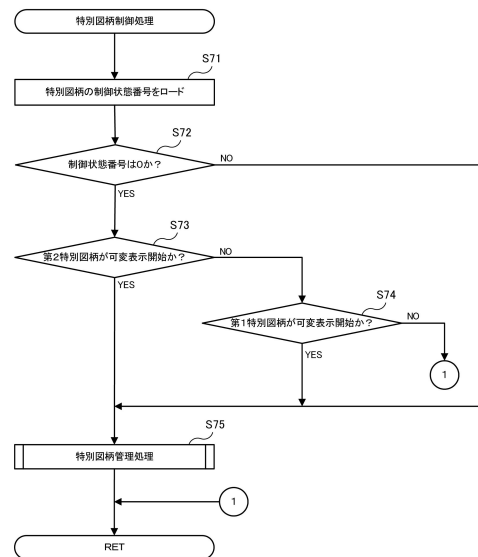 特別図柄制御処理
S71
特別図柄の制御状態番号をロード
S72
制御状態番号は0か？
NO
YES
S73
第2特別図柄が可変表示開始か？
NO
YES
S74
第1特別図柄が可変表示開始か？
NO
YES
1
S75
特別図柄管理処理
1
RET